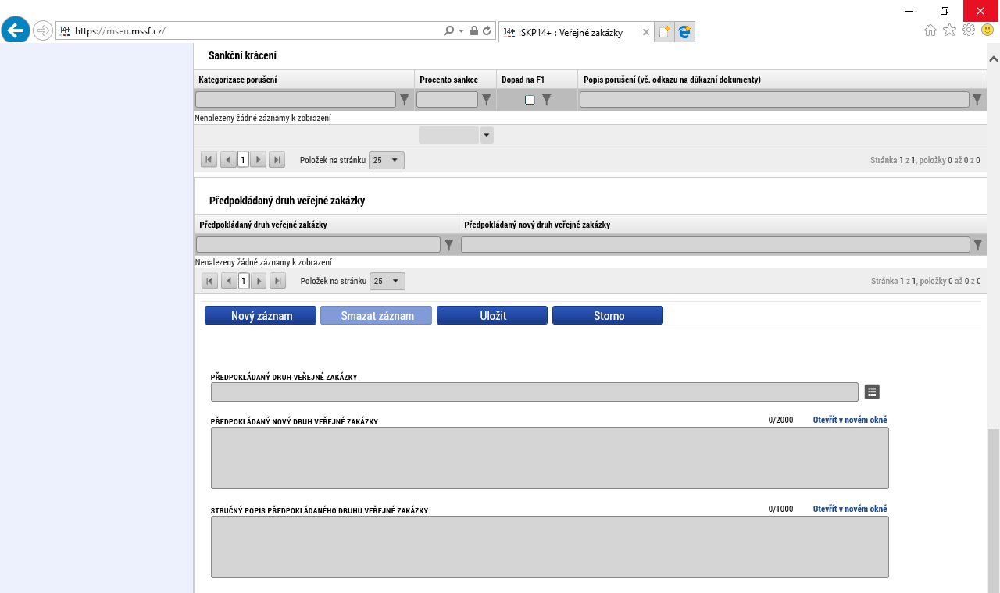 https://mseu.mssf.cz/
14+ ISKP14+ : Veřejné zakázky
Sankční krácení
Kategorizace porušení Procento sankce Dopad na F1 Popis porušení (vč. odkazu na důkazní dokumenty)
Nenalezeny žádné záznamy k zobrazení
1 Položek na stránku 25 Stránka 1 z 1, položky 0 až 0 z 0
Předpokládaný druh veřejné zakázky
Předpokládaný druh veřejné zakázky Předpokládaný nový druh veřejné zakázky
Nenalezeny žádné záznamy k zobrazení
1 Položek na stránku 25 Stránka 1 z 1, položky 0 až 0 z 0
Nový záznam Smazat záznam Uložit Storno
PŘEDPOKLÁDANÝ DRUH VEŘEJNÉ ZAKÁZKY
PŘEDPOKLÁDANÝ NOVÝ DRUH VEŘEJNÉ ZAKÁZKY 0/2000 Otevřít v novém okně
STRUČNÝ POPIS PŘEDPOKLÁDANÉHO DRUHU VEŘEJNÉ ZAKÁZKY 0/1000 Otevřít v novém okně